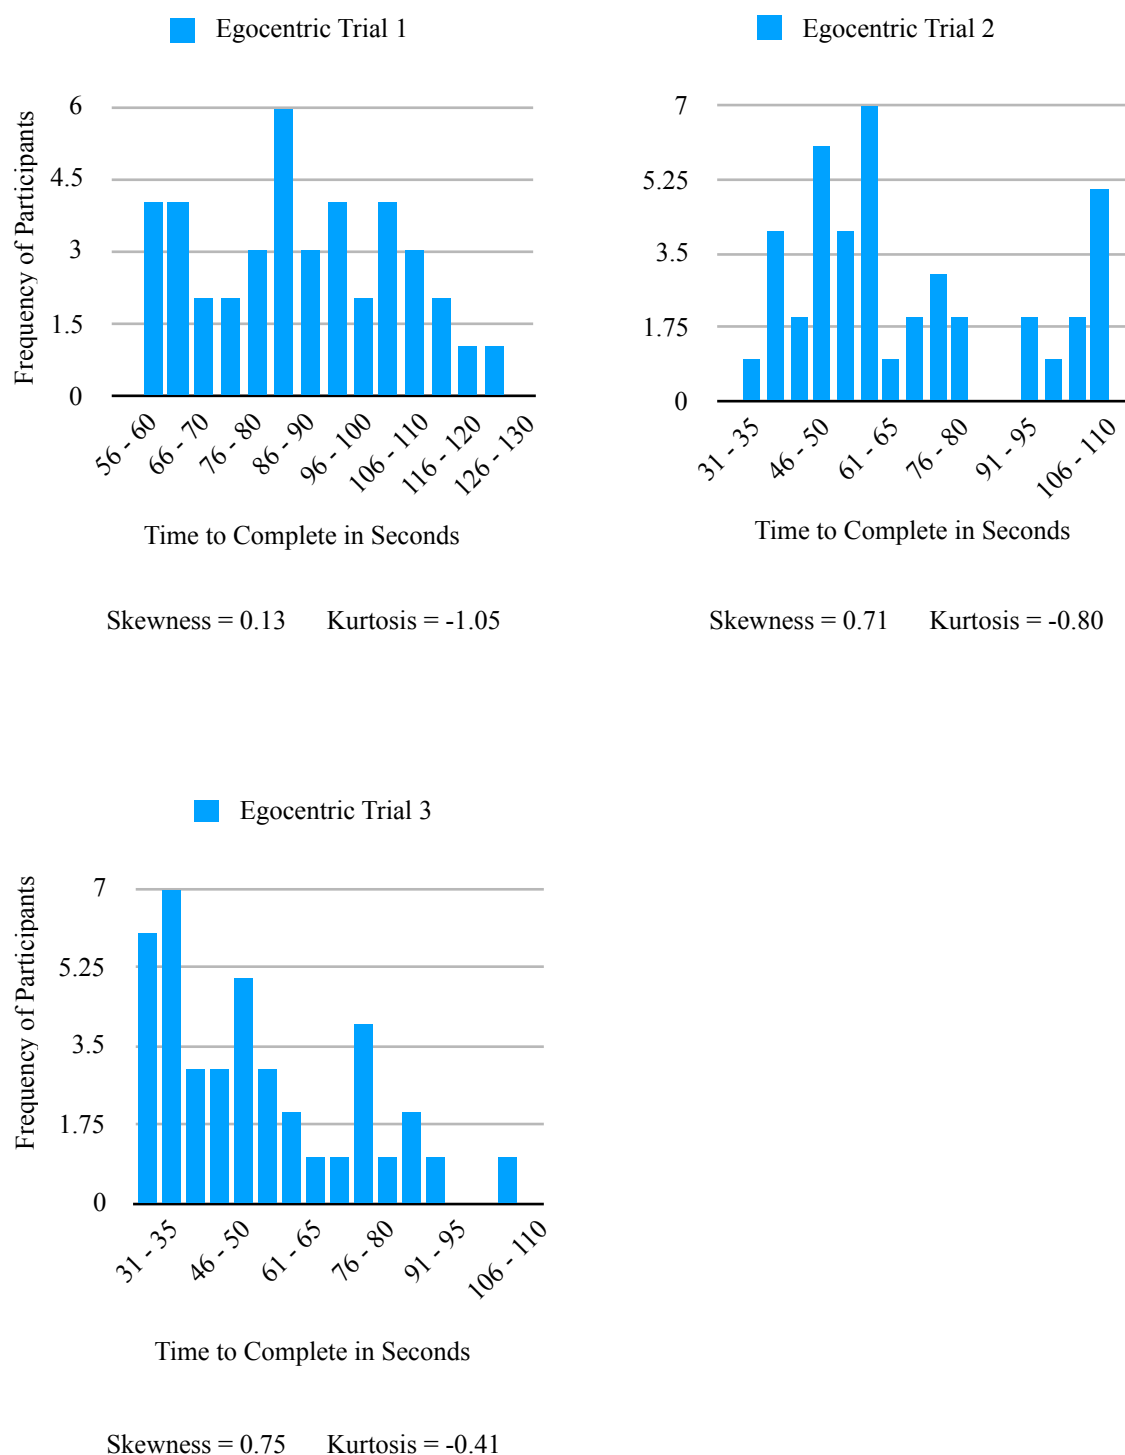 Egocentric Trial 1
Frequency of Participants
6
4.5
3
1.5
0
56 - 60
66 - 70
76 - 80
86 - 90
96 - 100
106 - 110
116 - 120
126 - 130
Time to Complete in Seconds
Skewness = 0.13 Kurtosis = -1.05
Egocentric Trial 2
7
5.25
3.5
1.75
0
31 - 35
46 - 50
61 - 65
76 - 80
91 - 95
106 - 110
Time to Complete in Seconds
Skewness = 0.71 Kurtosis = -0.80
Egocentric Trial 3
Frequency of Participants
7
5.25
3.5
1.75
0
31 - 35
46 - 50
61 - 65
76 - 80
91 - 95
106 - 110
Time to Complete in Seconds
Skewness = 0.75 Kurtosis = -0.41